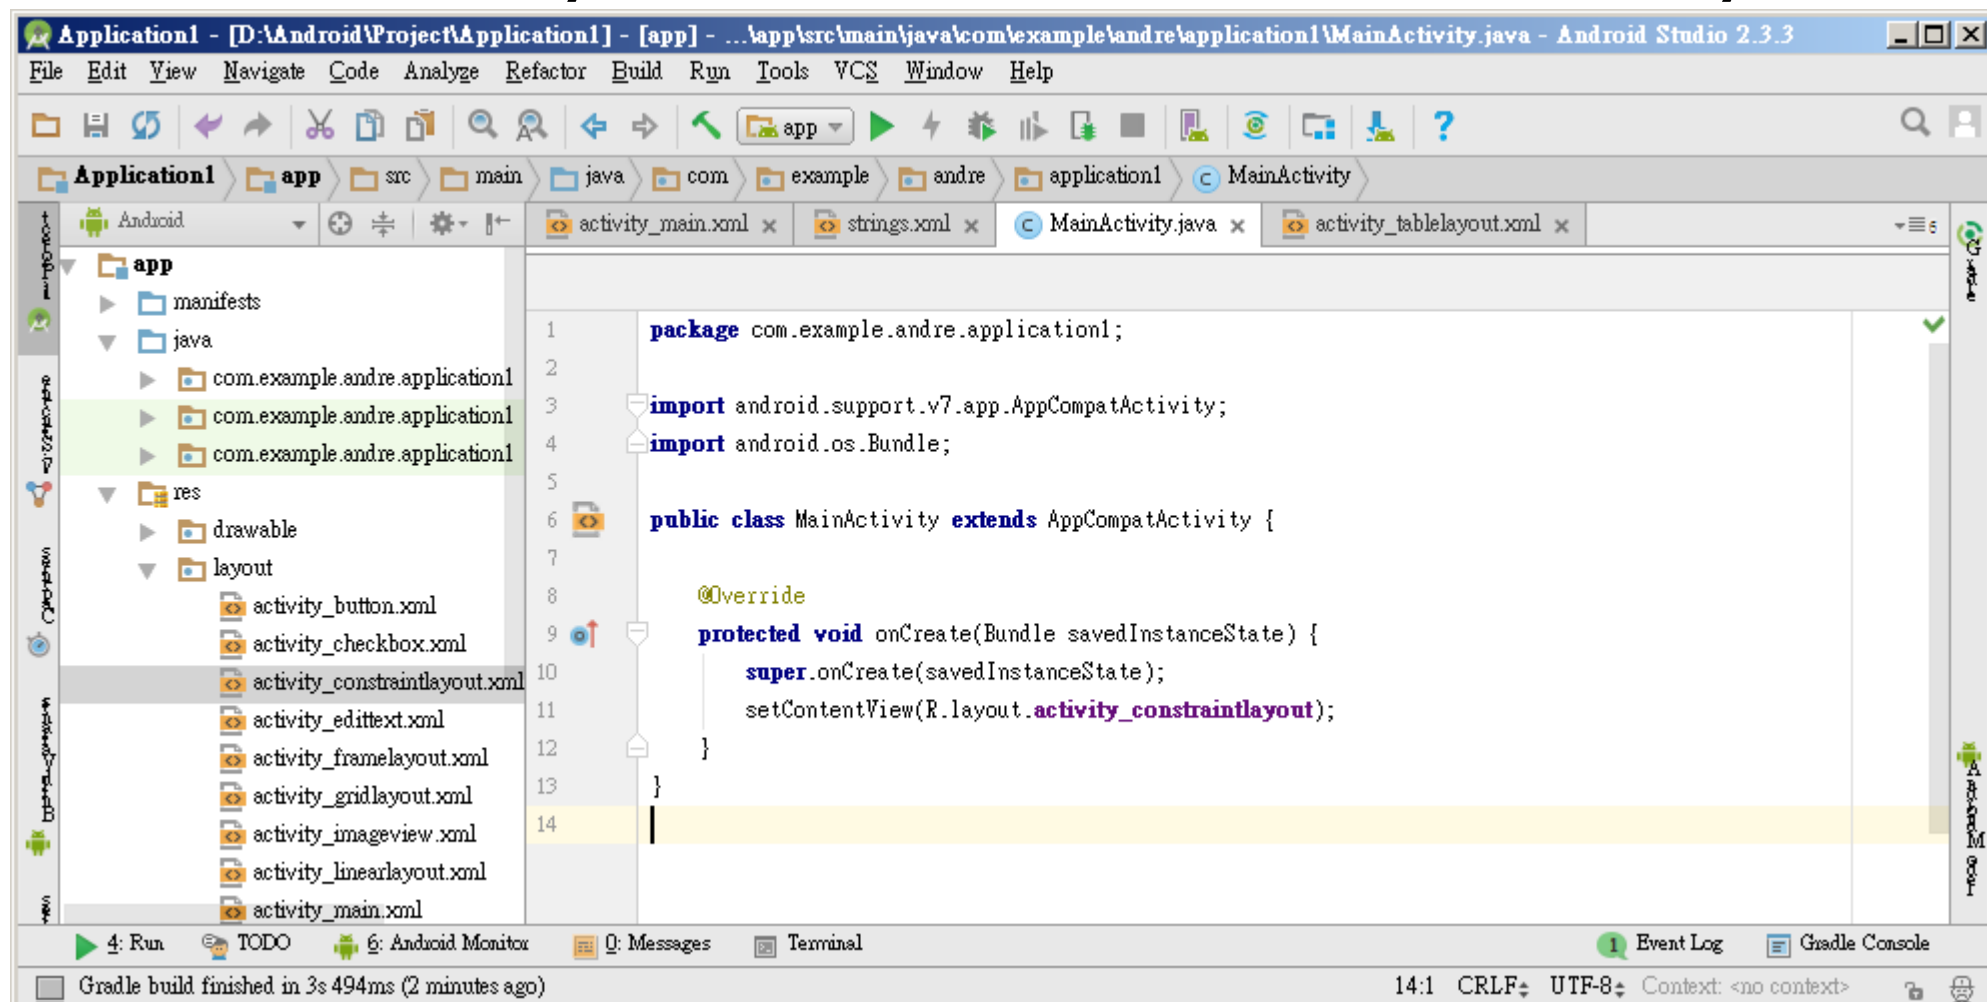 Application1 - [D:\Android\Project\Application1] - [app] - ...\app\src\main\java\com\example\andre\application1\MainActivity.java - Android Studio 2.3.3
File Edit View Navigate Code Analyze Refactor Build Run Tools VCS Window Help
app
Application1 app src main java com example andre application1 MainActivity
Android activity_main.xml strings.xml MainActivity.java activity_tablelayout.xml 6
app
manifests
java
com.example.andre.application1
com.example.andre.application1
com.example.andre.application1
res
drawable
layout
activity_button.xml
activity_checkbox.xml
activity_constraintlayout.xml
activity_edittext.xml
activity_framelayout.xml
activity_gridlayout.xml
activity_imageview.xml
activity_linearlayout.xml
activity_main.xml
1 package com.example.andre.application1;
2
3 import android.support.v7.app.AppCompatActivity;
4 import android.os.Bundle;
5
6 public class MainActivity extends AppCompatActivity {
7
8 @Override
9 protected void onCreate(Bundle savedInstanceState) {
10 super.onCreate(savedInstanceState);
11 setContentView(R.layout.activity_constraintlayout);
12 }
13 }
14
4: Run TODO 6: Android Monitor 0: Messages Terminal 1 Event Log Gradle Console
Gradle build finished in 3s 494ms (2 minutes ago) 14:1 CRLF UTF-8 Context: <no context>